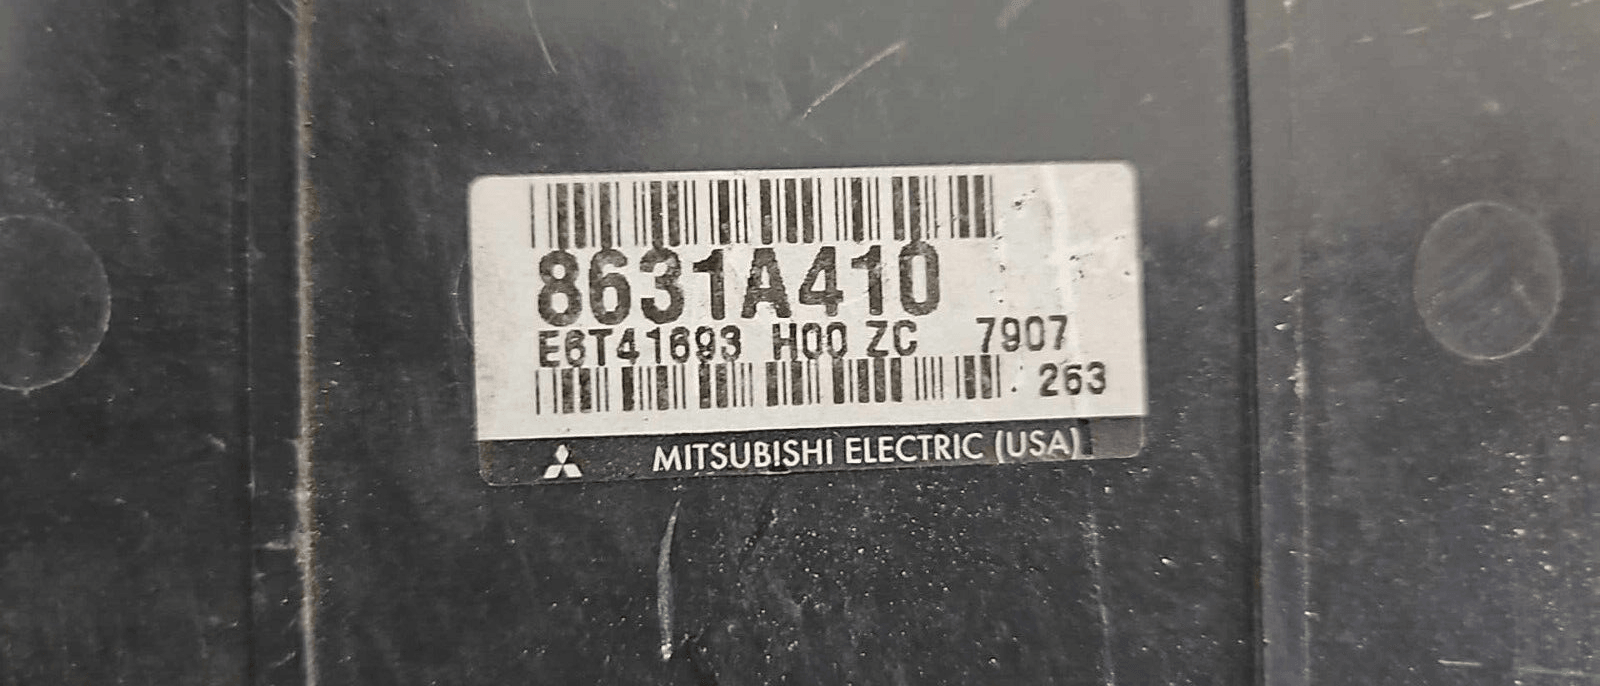 8631A410
E6T41693 H00 ZC 7907
263
MITSUBISHI ELECTRIC (USA)